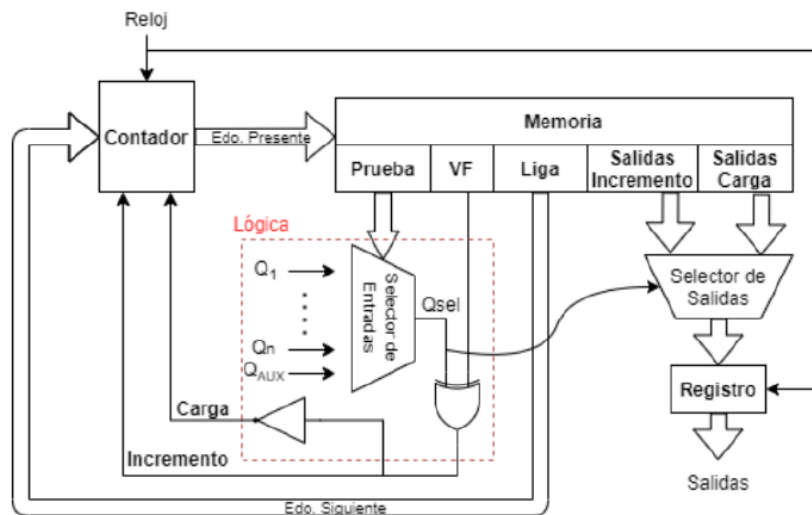 Reloj
Contador
Edo. Presente
Memoria
Prueba
VF
Liga
Salidas
Incremento
Salidas
Carga
Lógica
Q1
Qn
QAUX
Selector de
Entradas
Qsel
Selector de
Salidas
Registro
Salidas
Carga
Incremento
Edo. Siguiente